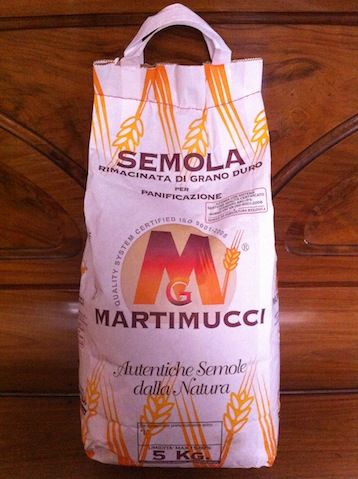 SEMOLA
RIMACINATA DI GRANO DURO
PER
PANIFICAZIONE
QUALITY SYSTEM CERTIFIED ISO 9001-2008
M
G
®
MARTIMUCCI
Autentiche Semole
dalla Natura
5 KG.